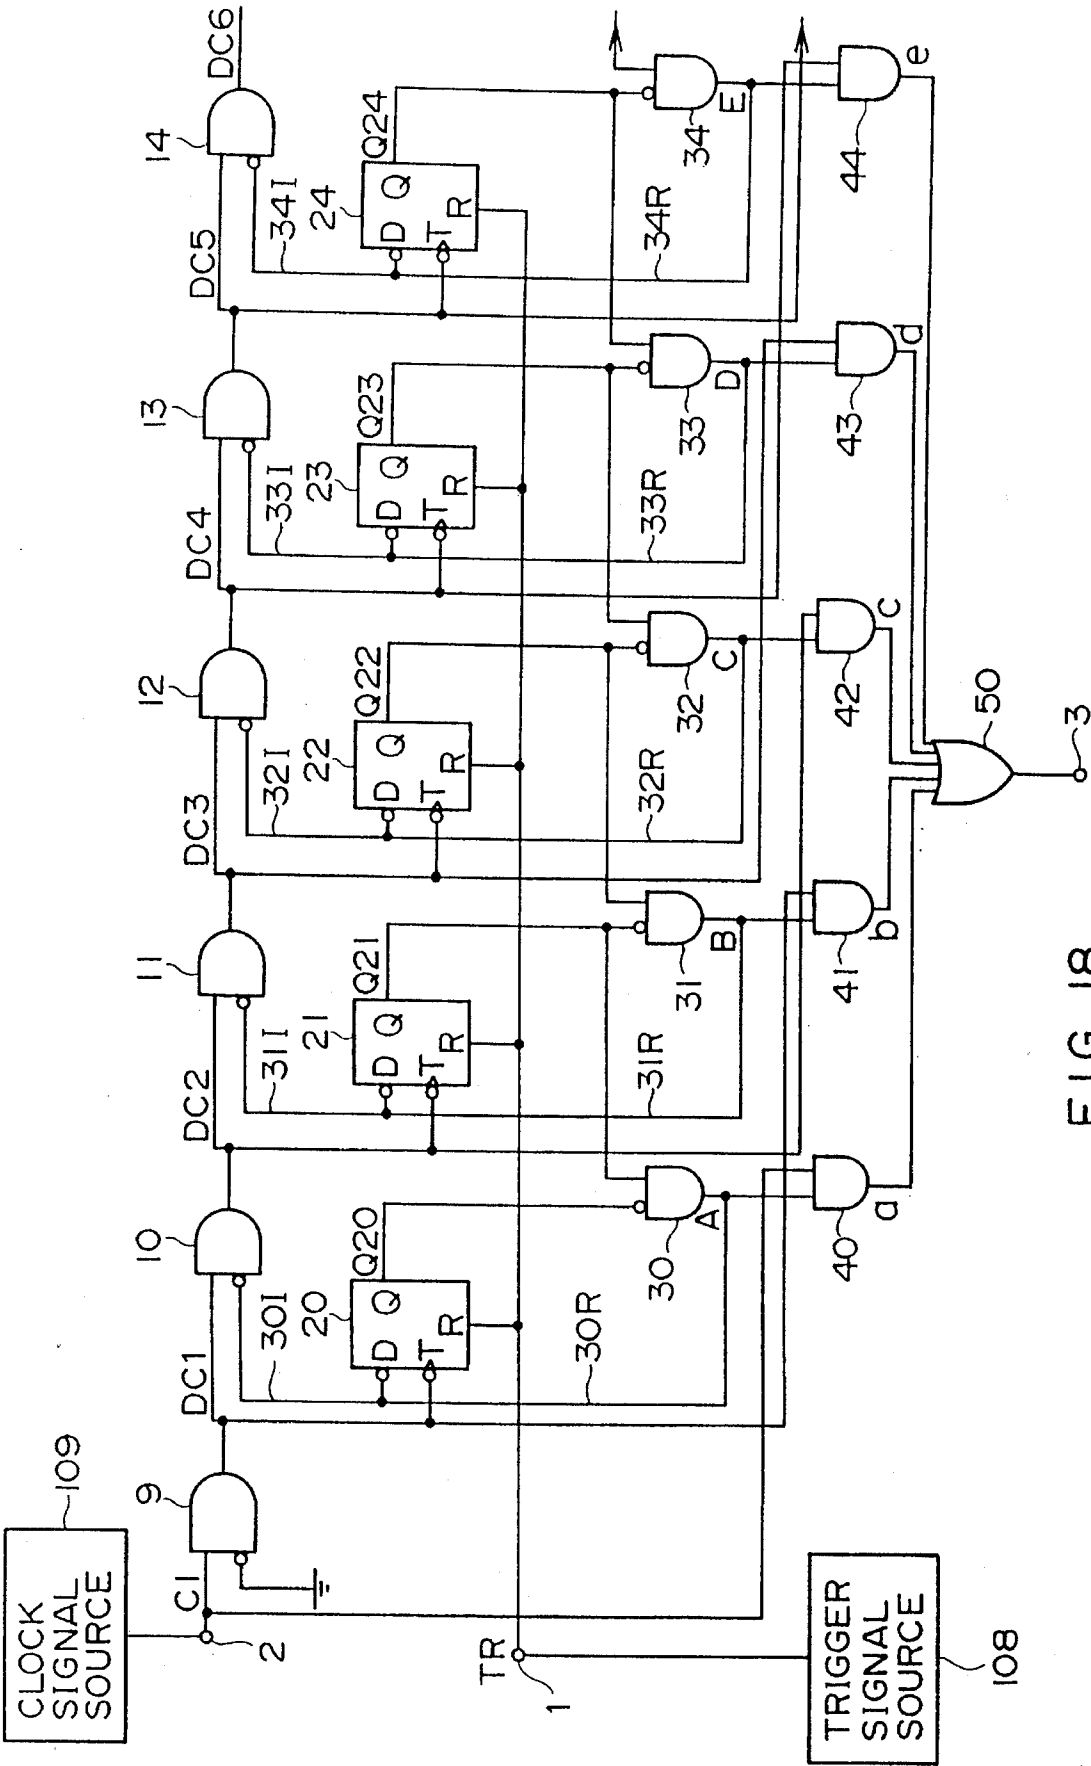 CLOCK
SIGNAL
SOURCE
109
2
CI
9
DC1
10
DC2
11
DC3
12
DC4
13
DC5
14
DC6
30I
31I
32I
33I
34I
20
D Q
T
R
Q20
21
D Q
T
R
Q21
22
D Q
T
R
Q22
23
D Q
T
R
Q23
24
D Q
T
R
Q24
TR
1
30R
31R
32R
33R
34R
30
A
31
B
32
C
33
D
34
E
TRIGGER
SIGNAL
SOURCE
108
40
a
41
b
42
c
43
d
44
e
50
3
FIG 18